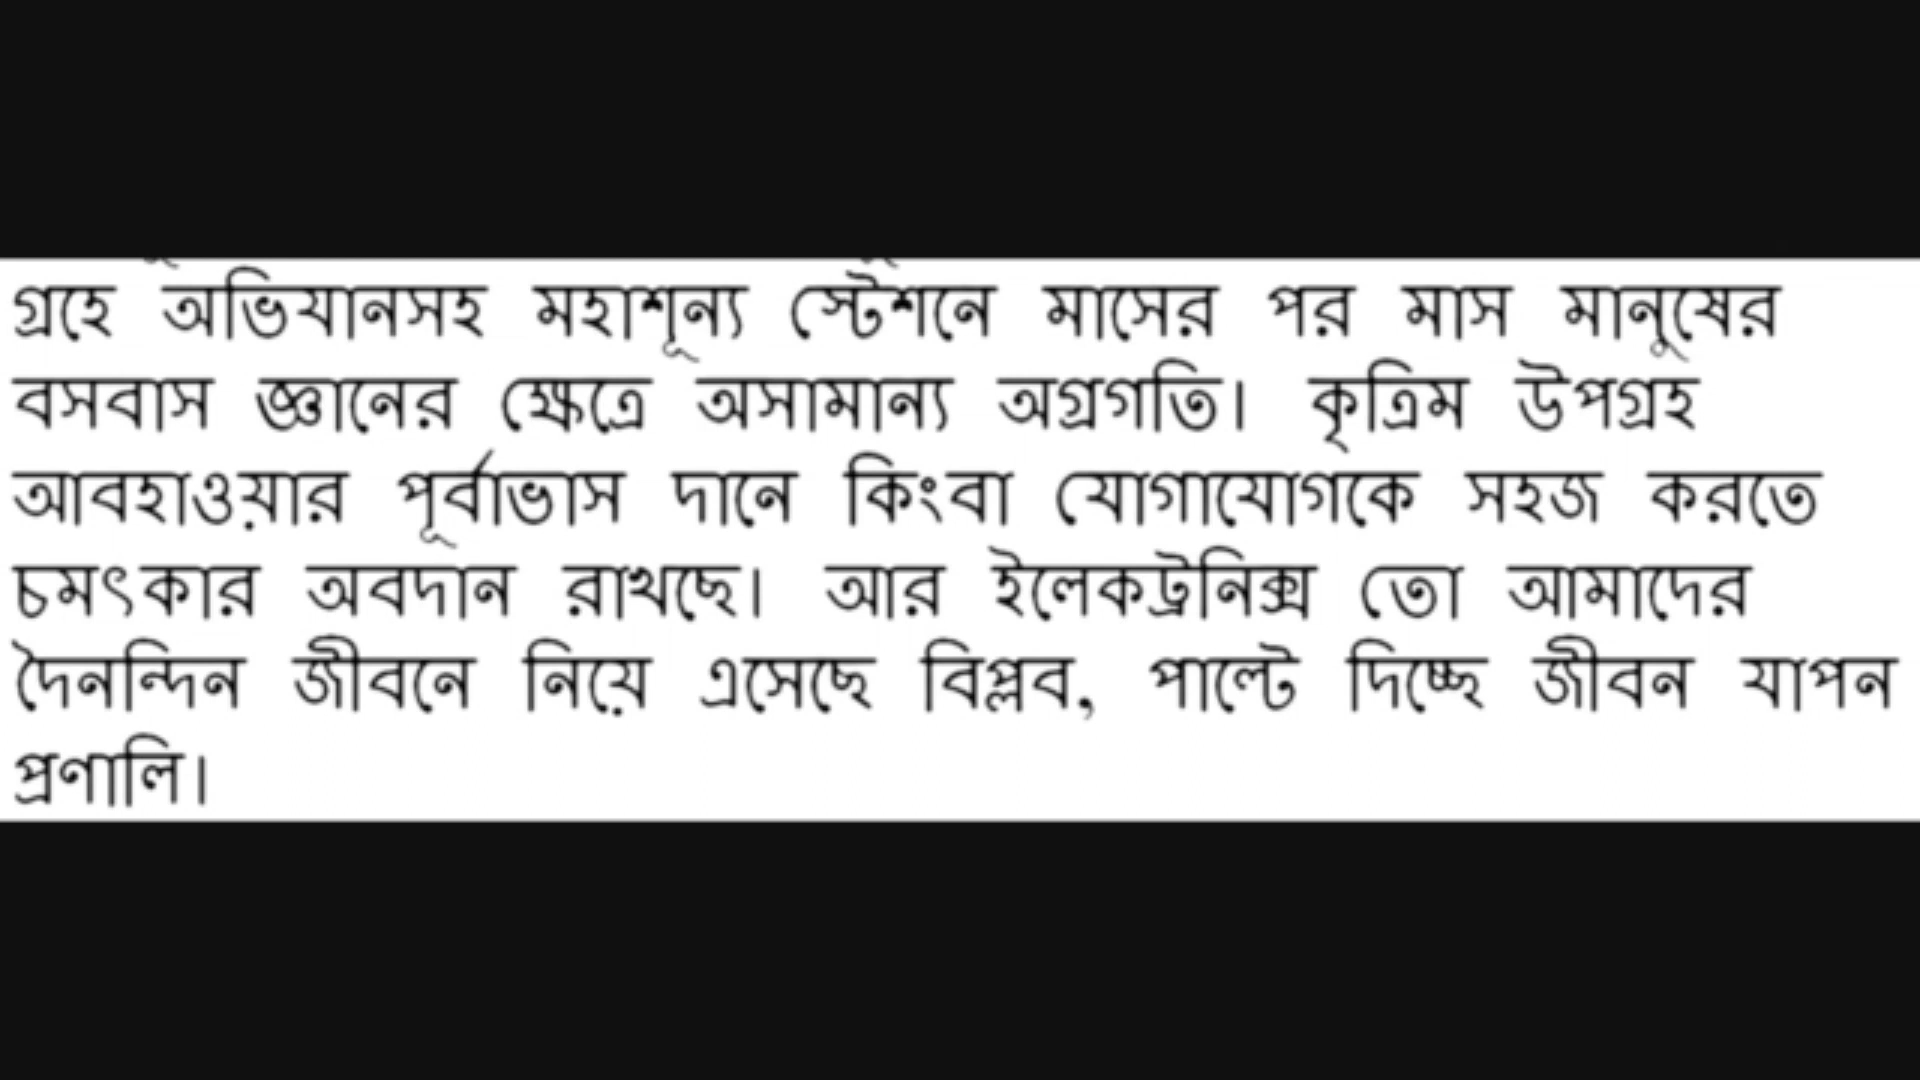 গ্রহে অভিযানসহ মহাশূন্য স্টেশনে মাসের পর মাস মানুষের
বসবাস জ্ঞানের ক্ষেত্রে অসামান্য অগ্রগতি। কৃত্রিম উপগ্রহ
আবহাওয়ার পূর্বাভাস দানে কিংবা যোগাযোগকে সহজ করতে
চমৎকার অবদান রাখছে। আর ইলেকট্রনিক্স তো আমাদের
দৈনন্দিন জীবনে নিয়ে এসেছে বিপ্লব, পাল্টে দিচ্ছে জীবন যাপন
প্রণালি।